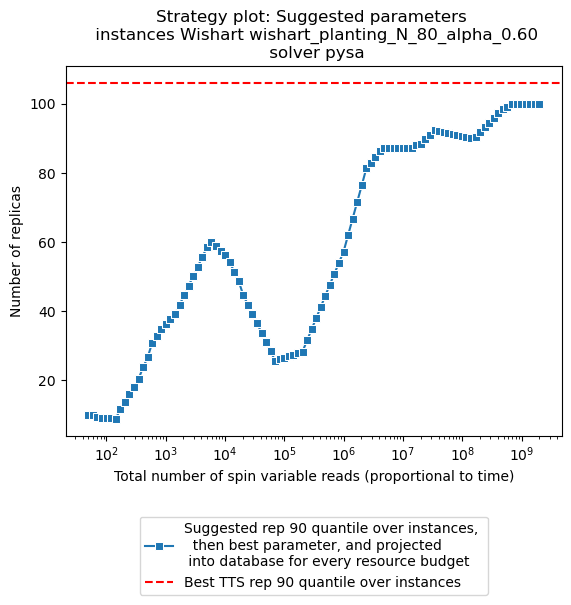 Strategy plot: Suggested parameters
instances Wishart wishart_planting_N_80_alpha_0.60
solver pysa
Number of replicas
100
80
60
40
20
10^2 10^3 10^4 10^5 10^6 10^7 10^8 10^9
Total number of spin variable reads (proportional to time)
Suggested rep 90 quantile over instances,
then best parameter, and projected
into database for every resource budget
Best TTS rep 90 quantile over instances